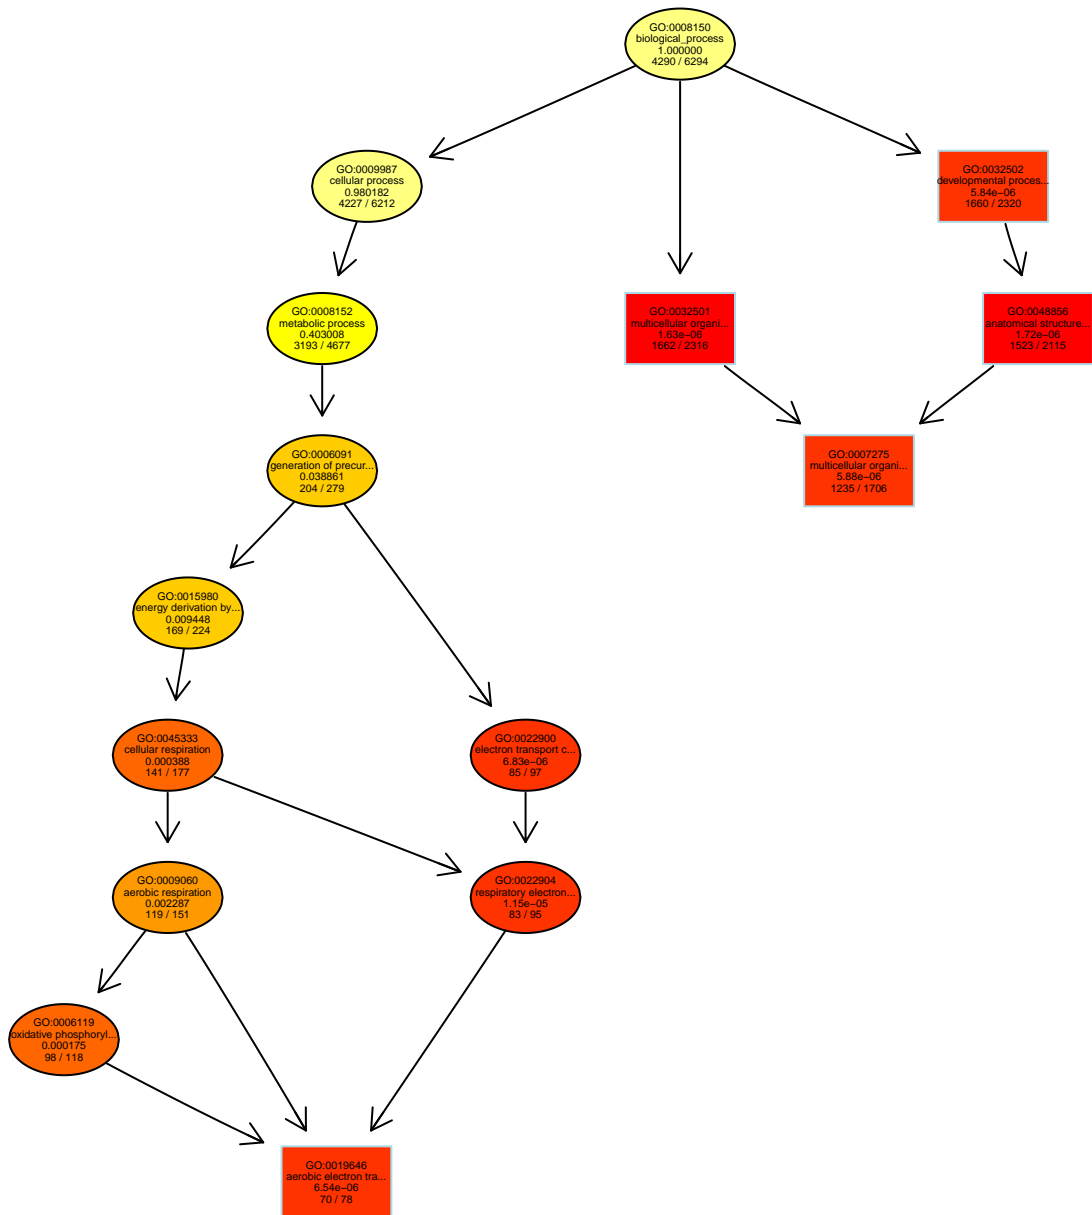 GO:0008150
biological_process
1.000000
4290 / 6294
GO:0009987
cellular process
0.980182
4227 / 6212
GO:0032502
developmental proces...
5.84e−06
1660 / 2320
GO:0008152
metabolic process
0.403008
3193 / 4677
GO:0032501
multicellular organi...
1.63e−06
1662 / 2316
GO:0048856
anatomical structure...
1.72e−06
1523 / 2115
GO:0006091
generation of precur...
0.038861
204 / 279
GO:0007275
multicellular organi...
5.88e−06
1235 / 1706
GO:0015980
energy derivation by...
0.009448
169 / 224
GO:0045333
cellular respiration
0.000388
141 / 177
GO:0022900
electron transport c...
6.83e−06
85 / 97
GO:0009060
aerobic respiration
0.002287
119 / 151
GO:0022904
respiratory electron...
1.15e−05
83 / 95
GO:0006119
oxidative phosphoryl...
0.000175
98 / 118
GO:0019646
aerobic electron tra...
6.54e−06
70 / 78